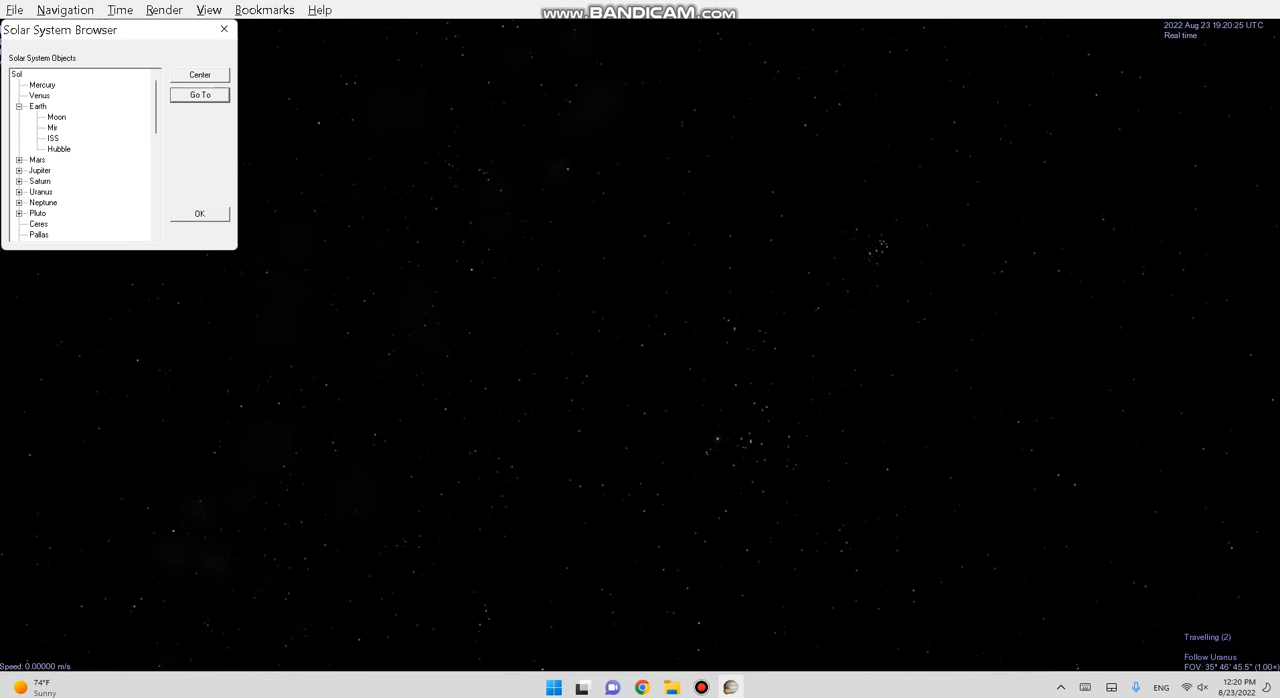 File Navigation Time Render View Bookmarks Help
www.BANDICAM.com
Solar System Browser
2022 Aug 23 19:20:25 UTC
Real time
Solar System Objects
Sol
Center
Mercury
Venus
Go To
Earth
Moon
Mir
ISS
Hubble
Mars
Jupiter
Saturn
Uranus
Neptune
Pluto
OK
Ceres
Pallas
Travelling (2)
Follow Uranus
Speed: 0.00000 m/s
FOV: 35° 46' 45.5" (1.00×)
74°F
Sunny
ENG
12:20 PM
8/23/2022